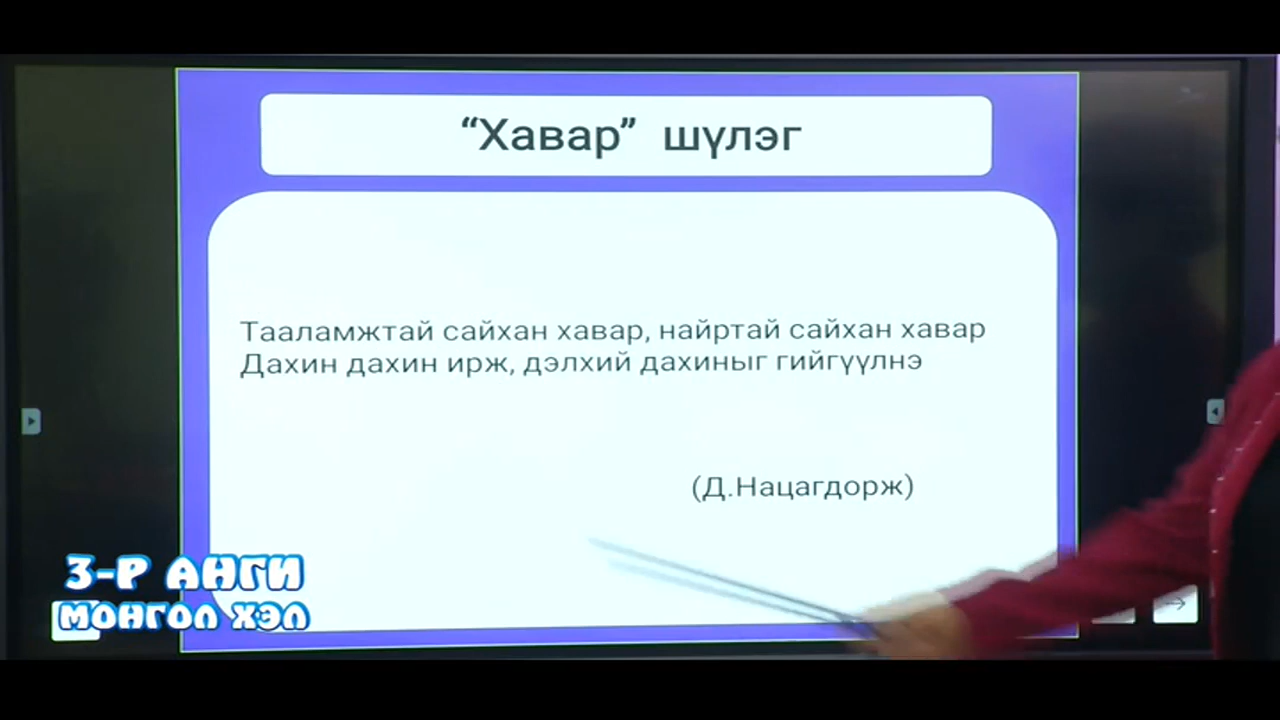 “Хавар” шүлэг
Тааламжтай сайхан хавар, найртай сайхан хавар
Дахин дахин ирж, дэлхий дахиныг гийгүүлнэ
(Д.Нацагдорж)
3-Р АНГИ
МОНГОЛ ХЭЛ